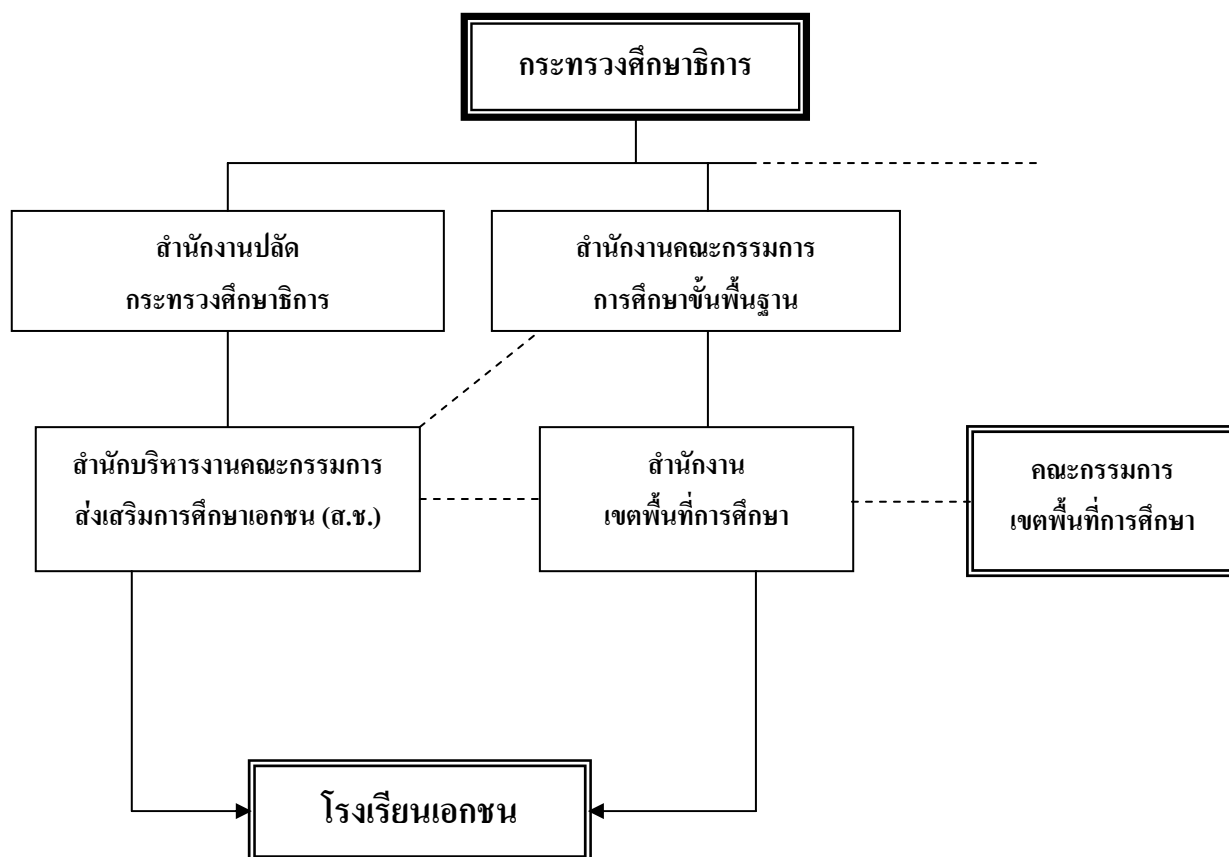 กระทรวงศึกษาธิการ
สำนักงานปลัด
กระทรวงศึกษาธิการ
สำนักงานคณะกรรมการ
การศึกษาขั้นพื้นฐาน
สำนักบริหารงานคณะกรรมการ
ส่งเสริมการศึกษาเอกชน (ส.ช.)
สำนักงาน
เขตพื้นที่การศึกษา
คณะกรรมการ
เขตพื้นที่การศึกษา
โรงเรียนเอกชน